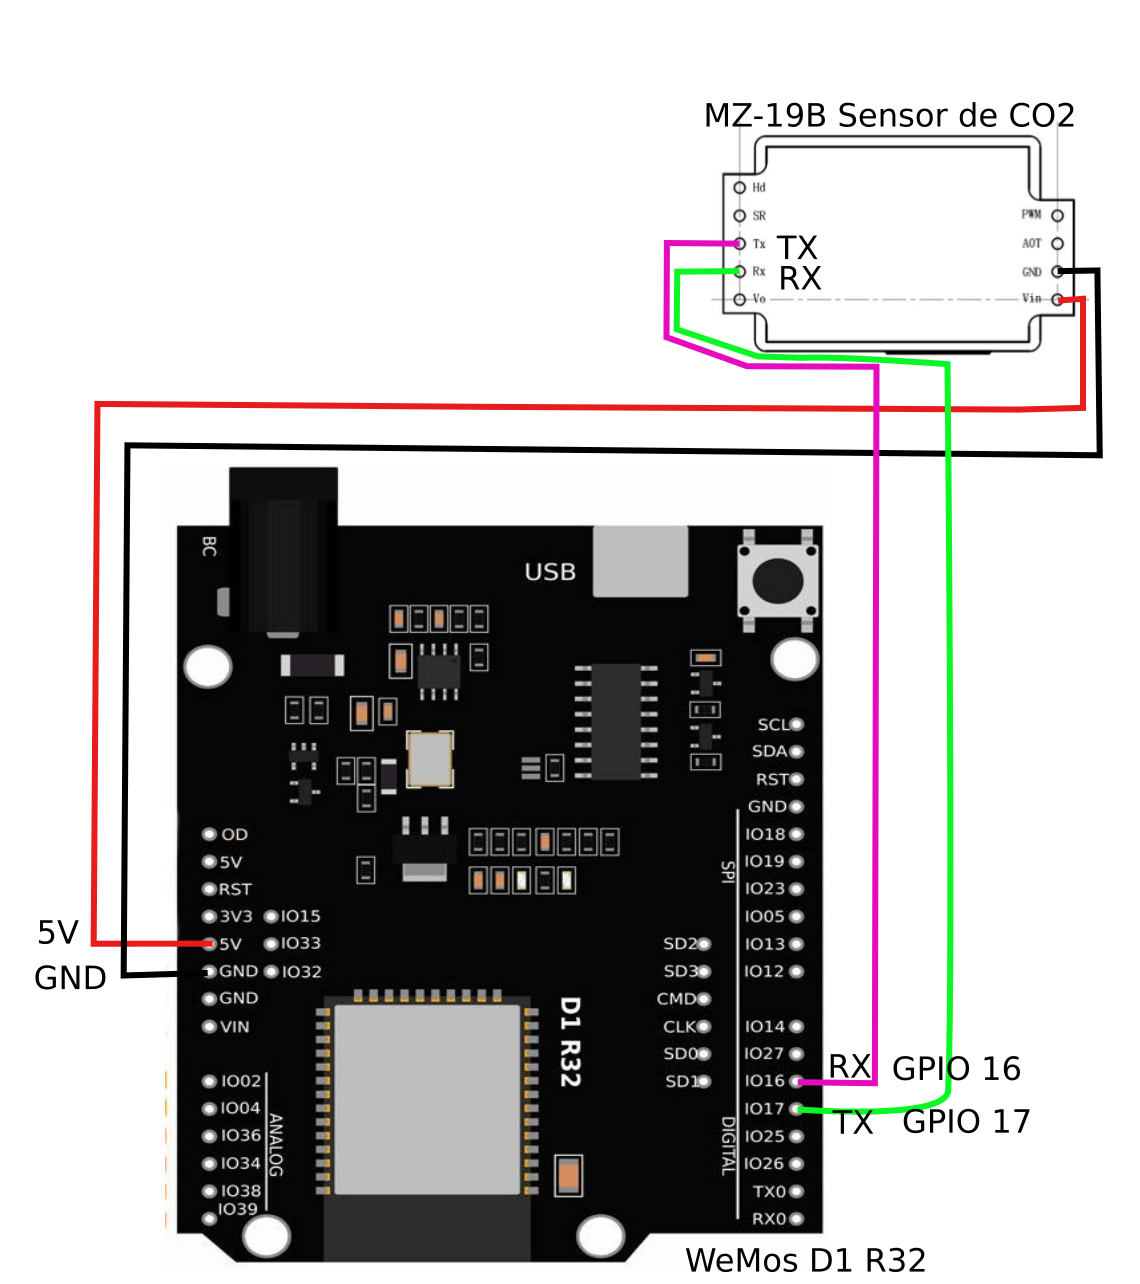 MZ-19B Sensor de CO2
Hd
SR
Tx TX
Rx RX
Vo
PWM
AOT
GND
Vin
BC
USB
SCL
SDA
RST
GND
IO18
IO19
IO23
IO05
IO13
IO12
IO14
IO27
IO16 RX GPIO 16
IO17 TX GPIO 17
IO25
IO26
TX0
RX0
SPI
DIGITAL
OD
5V
RST
3V3 IO15
5V 5V IO33
GND GND IO32
GND
VIN
IO02
IO04
IO36
IO34
IO38
IO39
ANALOG
SD2
SD3
CMD
CLK
SD0
SD1
D1 R32
WeMos D1 R32